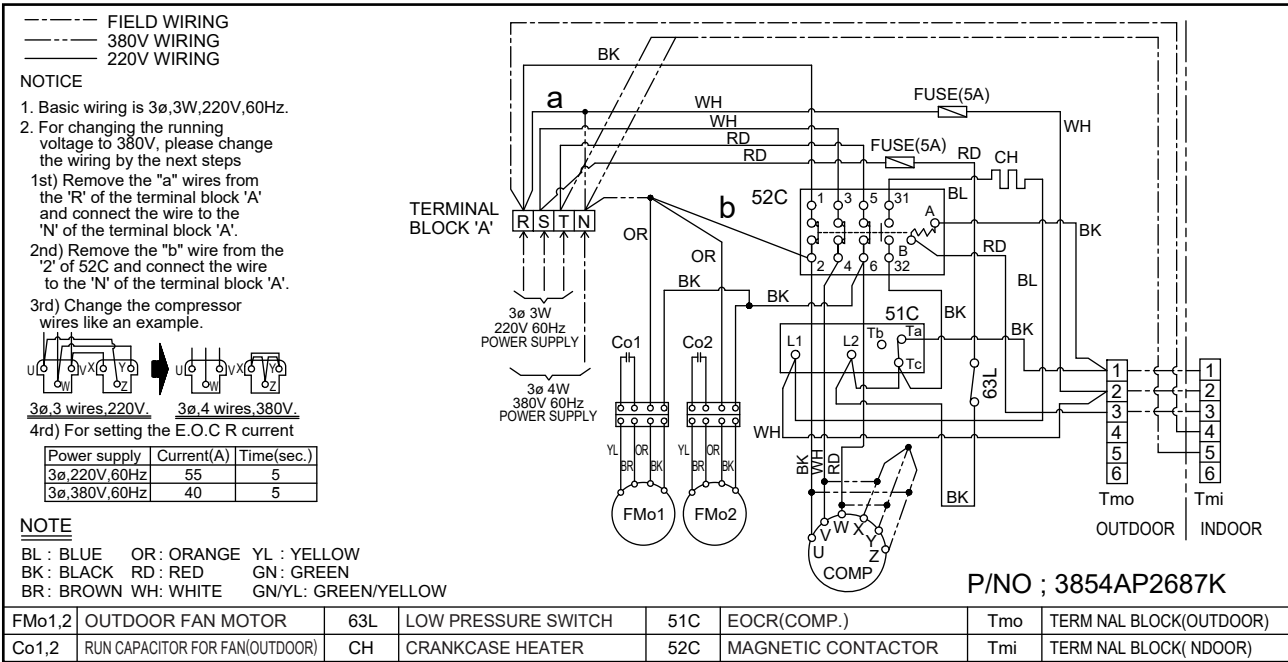 FIELD WIRING
380V WIRING
220V WIRING
NOTICE
1. Basic wiring is 3ø,3W,220V,60Hz.
2. For changing the running
voltage to 380V, please change
the wiring by the next steps
1st) Remove the "a" wires from
the 'R' of the terminal block 'A'
and connect the wire to the
'N' of the terminal block 'A'.
2nd) Remove the "b" wire from the
'2' of 52C and connect the wire
to the 'N' of the terminal block 'A'.
3rd) Change the compressor
wires like an example.
U V X Y W Z
U V X Y W Z
3ø,3 wires,220V. 3ø,4 wires,380V.
4rd) For setting the E.O.C R current
Power supply Current(A) Time(sec.)
3ø,220V,60Hz 55 5
3ø,380V,60Hz 40 5
NOTE
BL : BLUE OR : ORANGE YL : YELLOW
BK : BLACK RD : RED GN : GREEN
BR : BROWN WH: WHITE GN/YL: GREEN/YELLOW
BK
a
WH
FUSE(5A)
WH
WH
RD
FUSE(5A)
RD
RD
CH
TERMINAL
BLOCK 'A'
R S T N
b
52C
1 3 5 31
BL
A
B
2 4 6 32
BK
RD
OR
OR
BL
BK
BK
BK
BK
3ø 3W
220V 60Hz
POWER SUPPLY
3ø 4W
380V 60Hz
POWER SUPPLY
Co1
Co2
51C
L1 L2 Tb Ta
Tc
63L
WH
BK
WH
RD
BK
YL OR
BR BK
YL OR
BR BK
FMo1
FMo2
U V W X Y Z
COMP
1 1
2 2
3 3
4 4
5 5
6 6
Tmo Tmi
OUTDOOR INDOOR
P/NO ; 3854AP2687K
FMo1,2 OUTDOOR FAN MOTOR 63L LOW PRESSURE SWITCH 51C EOCR(COMP.) Tmo TERM NAL BLOCK(OUTDOOR)
Co1,2 RUN CAPACITOR FOR FAN(OUTDOOR) CH CRANKCASE HEATER 52C MAGNETIC CONTACTOR Tmi TERM NAL BLOCK( NDOOR)